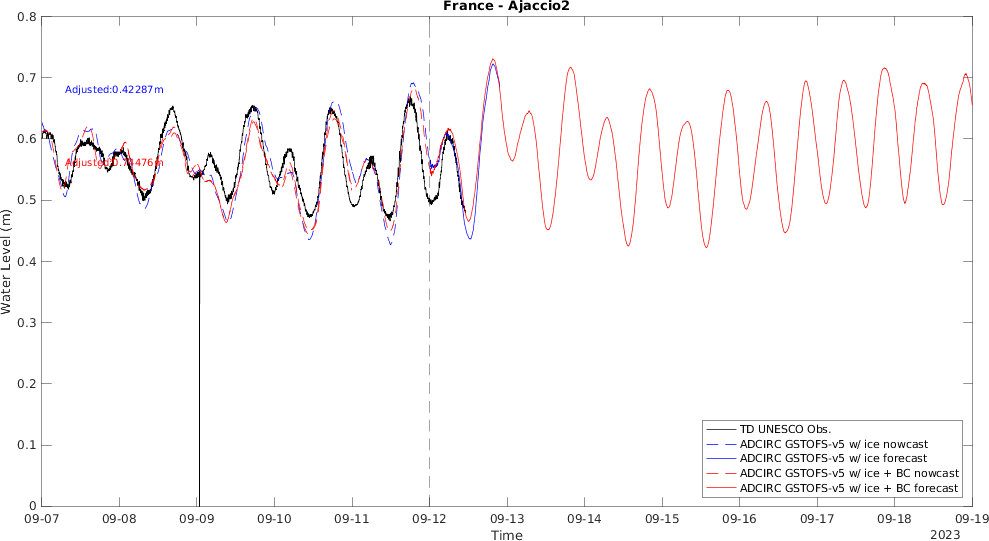 France - Ajaccio2
0.8
0.7
0.6
0.5
0.4
0.3
0.2
0.1
0
Water Level (m)
Adjusted:0.42287m
TD UNESCO Obs.
ADCIRC GSTOFS-v5 w/ ice nowcast
ADCIRC GSTOFS-v5 w/ ice forecast
ADCIRC GSTOFS-v5 w/ ice + BC nowcast
ADCIRC GSTOFS-v5 w/ ice + BC forecast
09-07 09-08 09-09 09-10 09-11 09-12 09-13 09-14 09-15 09-16 09-17 09-18 09-19
Time
2023